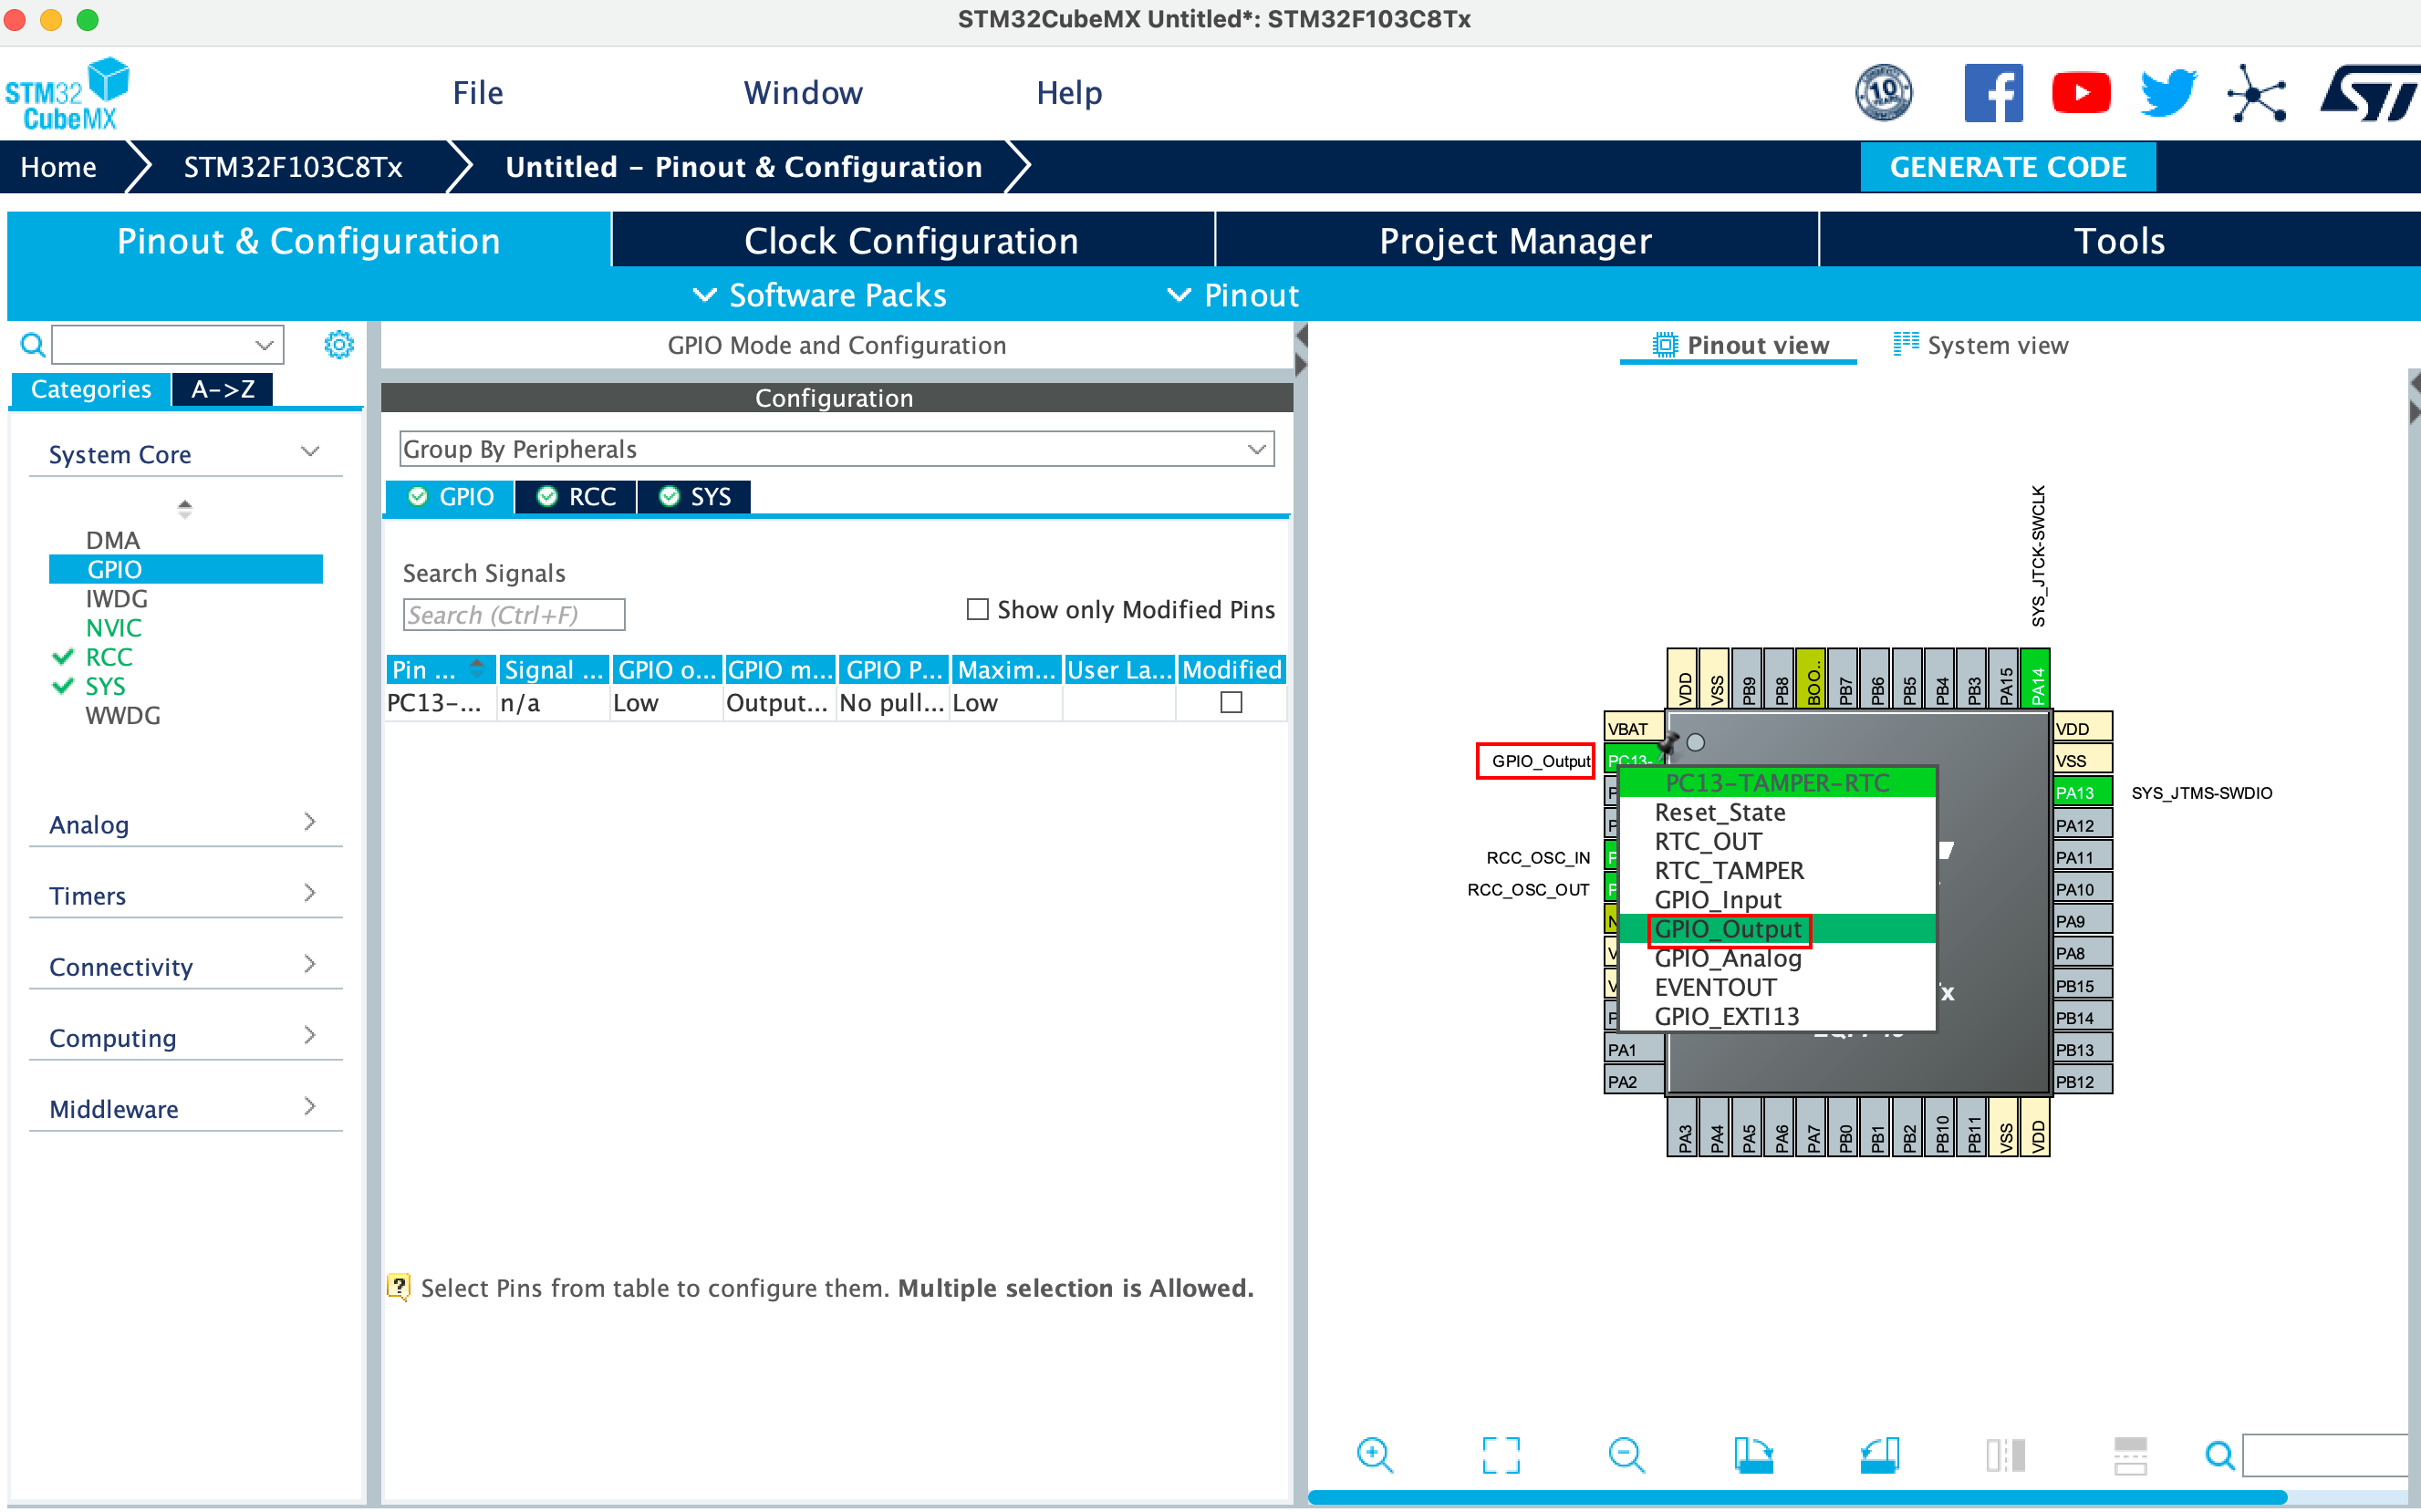 STM32CubeMX Untitled*: STM32F103C8Tx
STM32
CubeMX
File
Window
Help
10
ST
Home
STM32F103C8Tx
Untitled – Pinout & Configuration
GENERATE CODE
Pinout & Configuration
Clock Configuration
Project Manager
Tools
Software Packs
Pinout
Categories
A->Z
System Core
DMA
GPIO
IWDG
NVIC
RCC
SYS
WWDG
Analog
Timers
Connectivity
Computing
Middleware
GPIO Mode and Configuration
Configuration
Group By Peripherals
GPIO
RCC
SYS
Search Signals
Search (Ctrl+F)
Show only Modified Pins
Pin ...
Signal ...
GPIO o...
GPIO m...
GPIO P...
Maxim...
User La...
Modified
PC13-...
n/a
Low
Output...
No pull...
Low
Select Pins from table to configure them. Multiple selection is Allowed.
Pinout view
System view
SYS_JTCK-SWCLK
VDD
VSS
PB9
PB8
BOO..
PB7
PB6
PB5
PB4
PB3
PA15
PA14
VBAT
GPIO_Output
PC13-
RCC_OSC_IN
RCC_OSC_OUT
PA1
PA2
PC13-TAMPER-RTC
Reset_State
RTC_OUT
RTC_TAMPER
GPIO_Input
GPIO_Output
GPIO_Analog
EVENTOUT
GPIO_EXTI13
VDD
VSS
PA13
SYS_JTMS-SWDIO
PA12
PA11
PA10
PA9
PA8
PB15
PB14
PB13
PB12
PA3
PA4
PA5
PA6
PA7
PB0
PB1
PB2
PB10
PB11
VSS
VDD